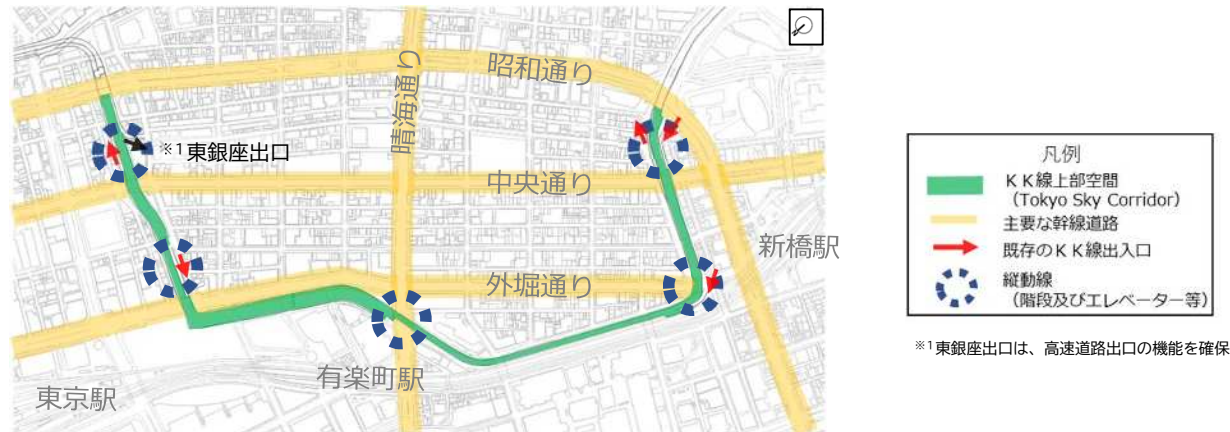 昭和通り
晴海通り
※1東銀座出口
中央通り
新橋駅
外堀通り
有楽町駅
東京駅
凡例
ＫＫ線上部空間
（Tokyo Sky Corridor）
主要な幹線道路
既存のＫＫ線出入口
縦動線
（階段及びエレベーター等）
※1東銀座出口は、高速道路出口の機能を確保